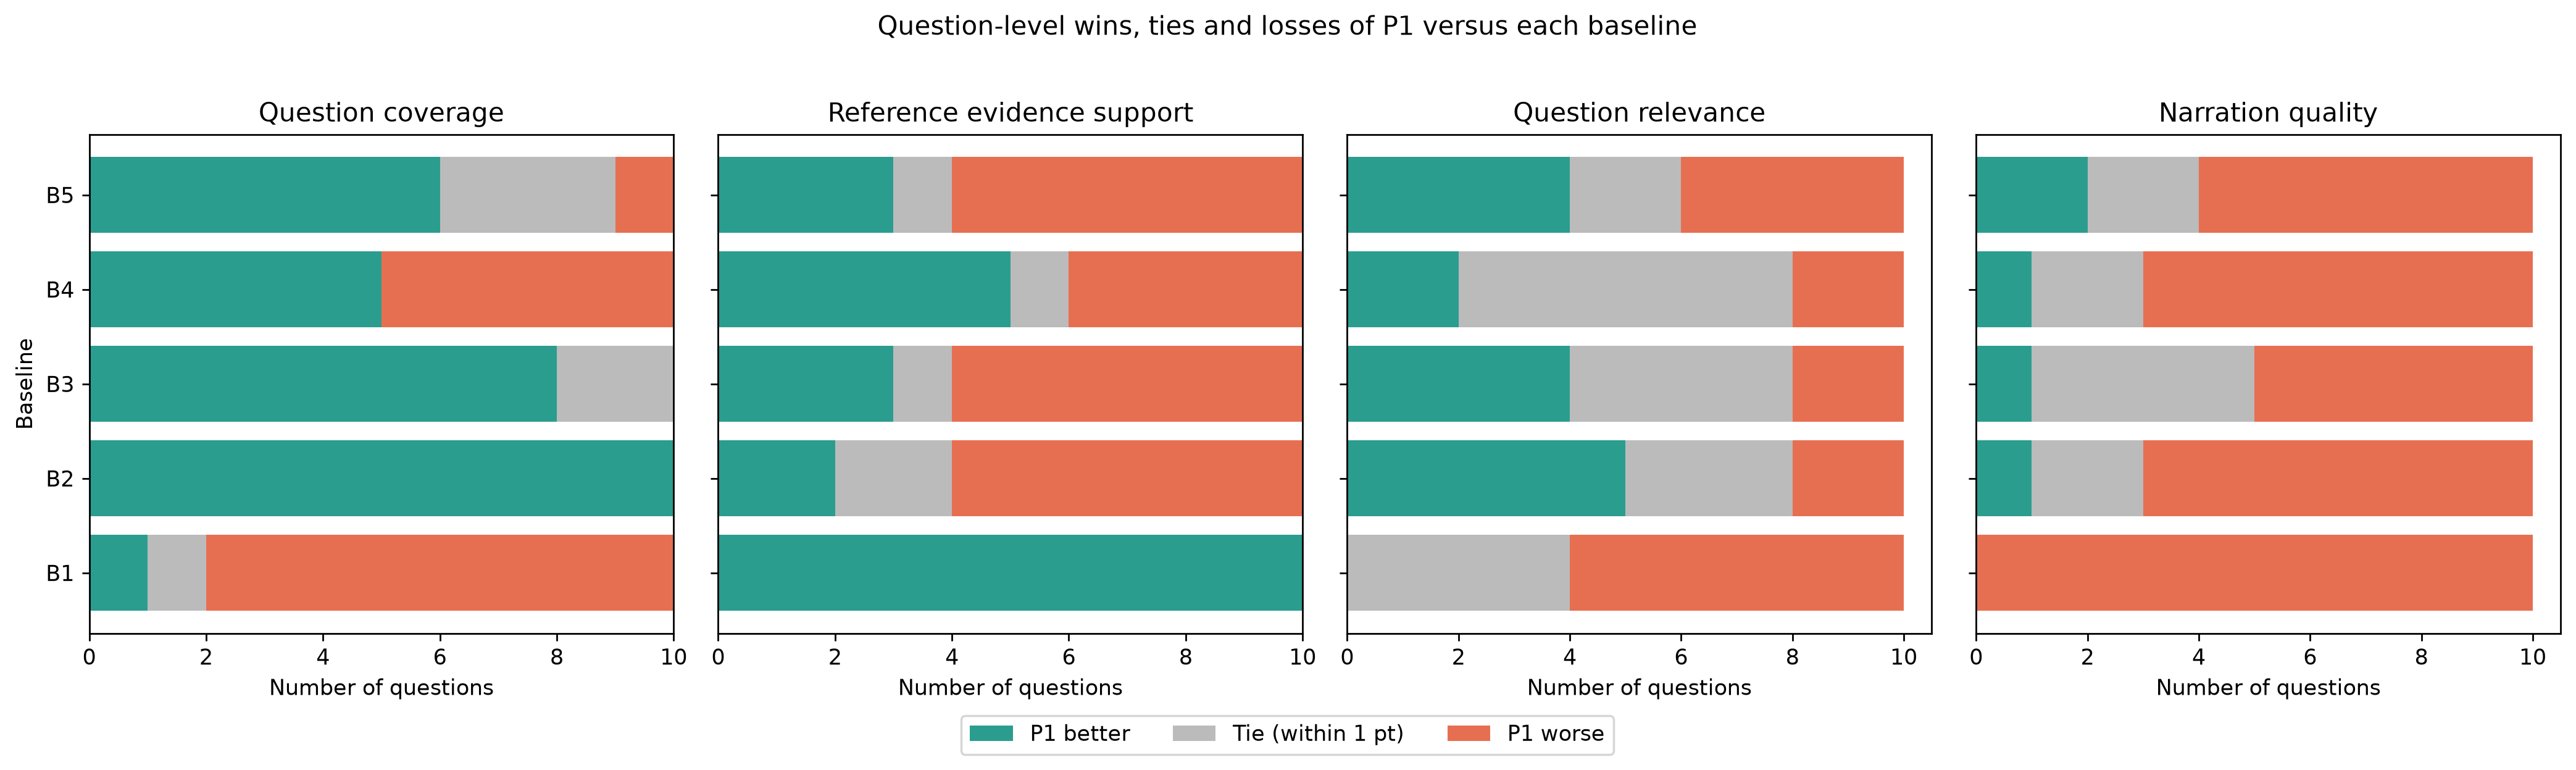 Question-level wins, ties and losses of P1 versus each baseline
Question coverage
Reference evidence support
Question relevance
Narration quality
Baseline
B5
B4
B3
B2
B1
0 2 4 6 8 10
0 2 4 6 8 10
0 2 4 6 8 10
0 2 4 6 8 10
Number of questions
Number of questions
Number of questions
Number of questions
P1 better
Tie (within 1 pt)
P1 worse